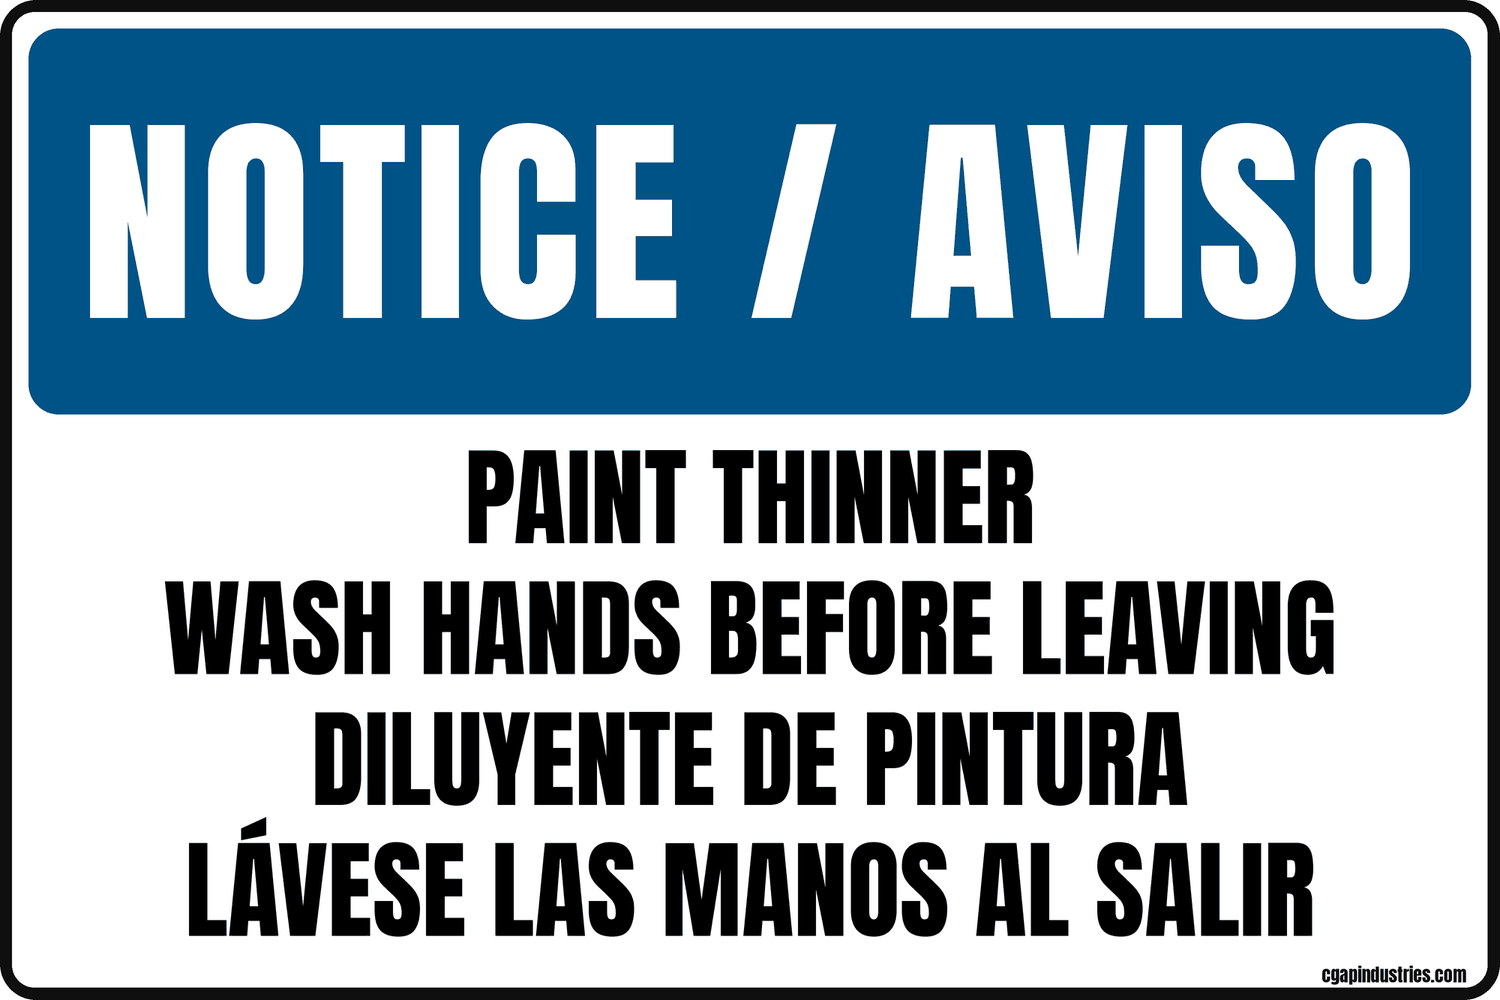 NOTICE / AVISO
PAINT THINNER
WASH HANDS BEFORE LEAVING
DILUYENTE DE PINTURA
LÁVESE LAS MANOS AL SALIR
cgapindustries.com